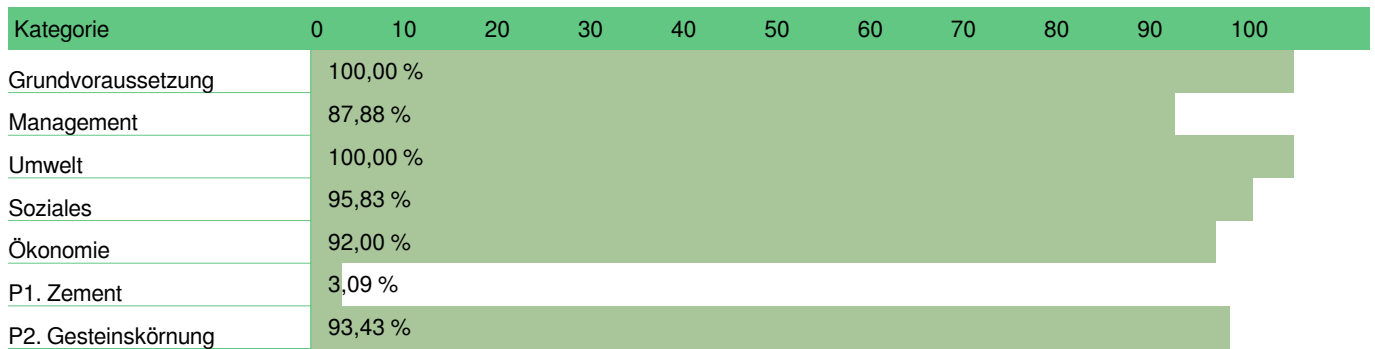 Kategorie 0 10 20 30 40 50 60 70 80 90 100
Grundvoraussetzung 100,00 %
Management 87,88 %
Umwelt 100,00 %
Soziales 95,83 %
Ökonomie 92,00 %
P1. Zement 3,09 %
P2. Gesteinskörnung 93,43 %